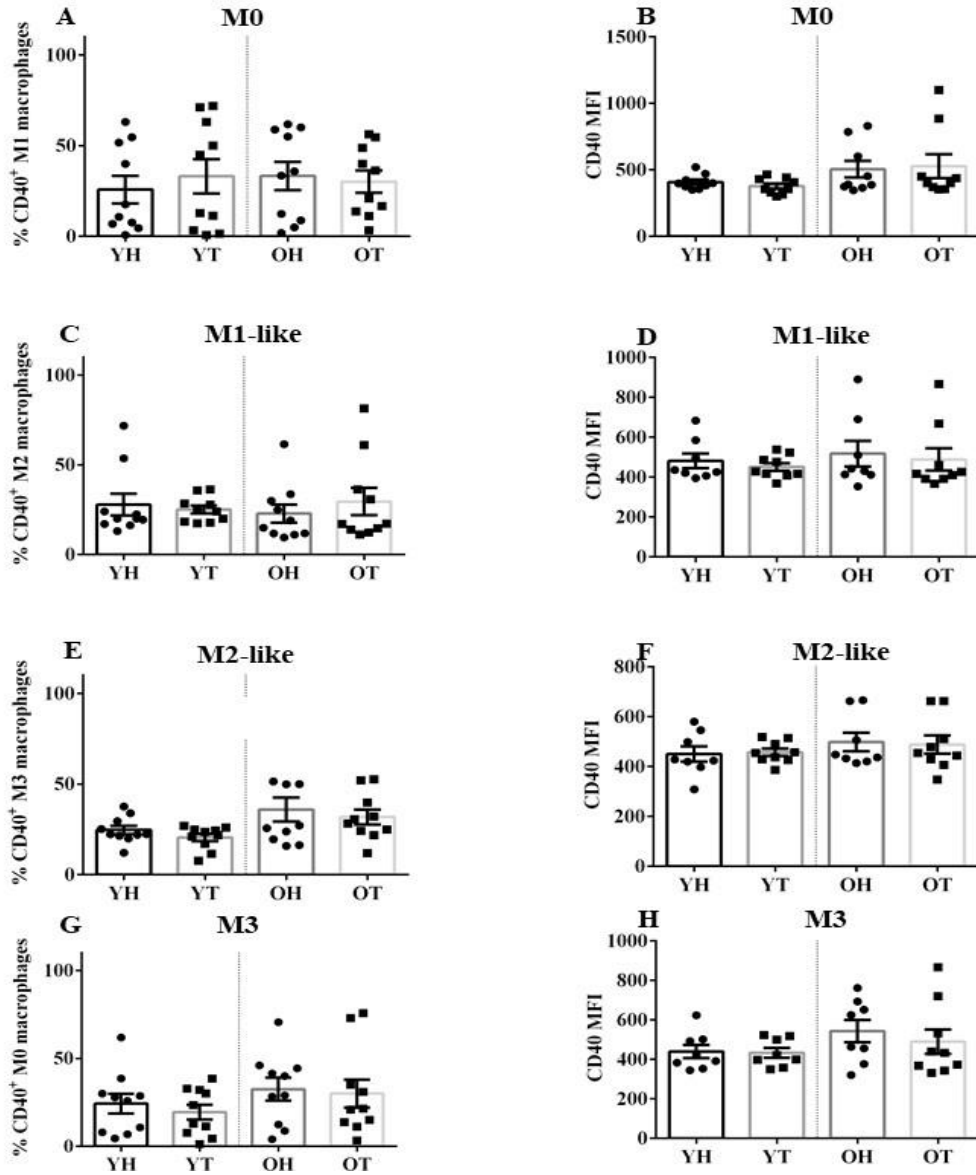 A M0
% CD40+ M1 macrophages
100
50
0
YH YT OH OT
B M0
CD40 MFI
1500
1000
500
0
YH YT OH OT
C M1-like
% CD40+ M2 macrophages
100
50
0
YH YT OH OT
D M1-like
CD40 MFI
1000
800
600
400
200
0
YH YT OH OT
E M2-like
% CD40+ M3 macrophages
100
50
0
YH YT OH OT
F M2-like
CD40 MFI
800
600
400
200
0
YH YT OH OT
G M3
% CD40+ M0 macrophages
100
50
0
YH YT OH OT
H M3
CD40 MFI
1000
800
600
400
200
0
YH YT OH OT